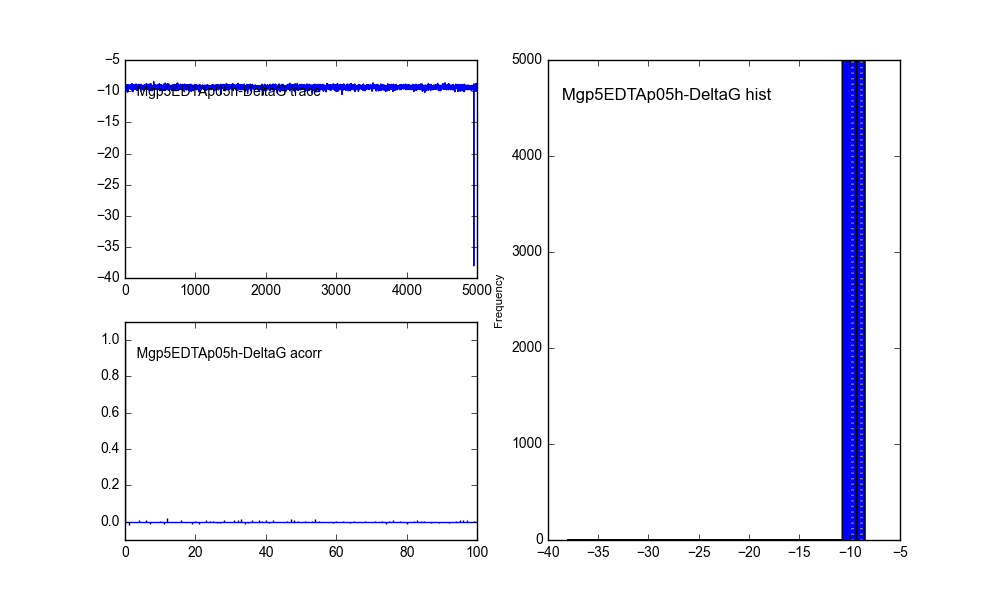 −5
−10
−15
−20
−25
−30
−35
−40
Mgp5EDTAp05h-DeltaG trace
0 1000 2000 3000 4000 5000
1.0
0.8
0.6
0.4
0.2
0.0
Mgp5EDTAp05h-DeltaG acorr
0 20 40 60 80 100
Frequency
5000
4000
3000
2000
1000
0
Mgp5EDTAp05h-DeltaG hist
−40 −35 −30 −25 −20 −15 −10 −5